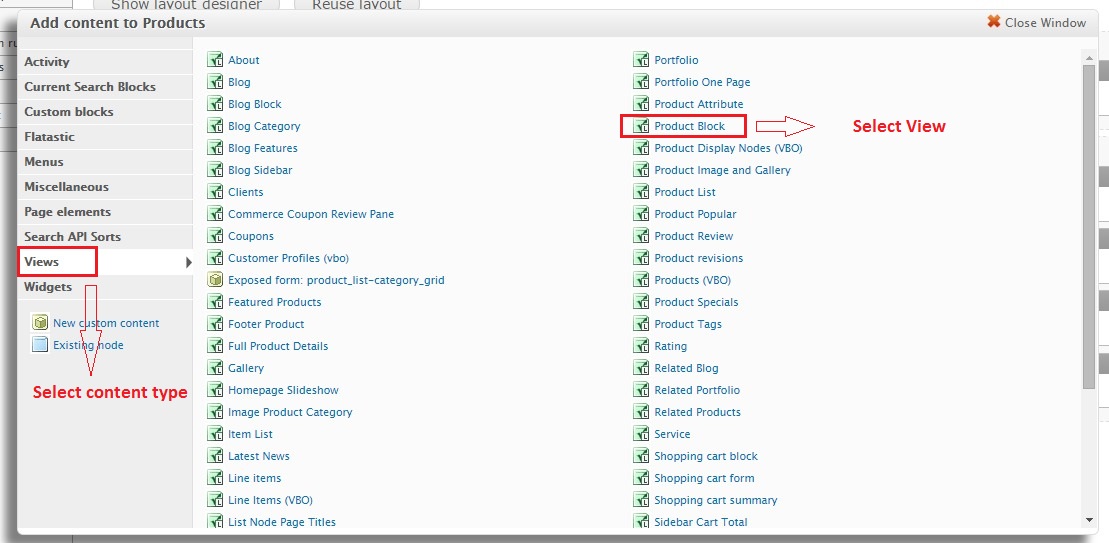 Show layout designer
Reuse layout
Add content to Products
Close Window
Activity
Current Search Blocks
Custom blocks
Flatastic
Menus
Miscellaneous
Page elements
Search API Sorts
Views
Widgets
New custom content
Existing node
Select content type
About
Blog
Blog Block
Blog Category
Blog Features
Blog Sidebar
Clients
Commerce Coupon Review Pane
Coupons
Customer Profiles (vbo)
Exposed form: product_list-category_grid
Featured Products
Footer Product
Full Product Details
Gallery
Homepage Slideshow
Image Product Category
Item List
Latest News
Line items
Line Items (VBO)
List Node Page Titles
Portfolio
Portfolio One Page
Product Attribute
Product Block
Select View
Product Display Nodes (VBO)
Product Image and Gallery
Product List
Product Popular
Product Review
Product revisions
Products (VBO)
Product Specials
Product Tags
Rating
Related Blog
Related Portfolio
Related Products
Service
Shopping cart block
Shopping cart form
Shopping cart summary
Sidebar Cart Total